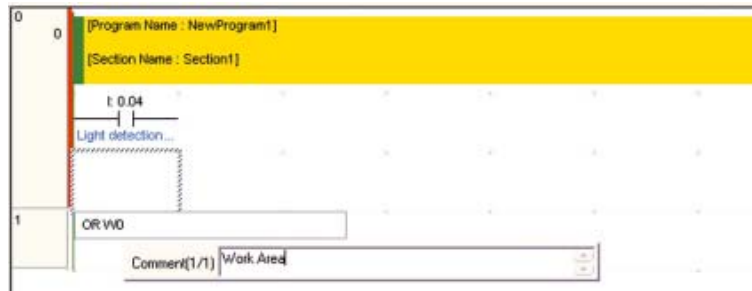 0
0
[Program Name : NewProgram1]
[Section Name : Section1]
I: 0.04
Light detection...
1
OR W0
Comment(1/1) Work Area